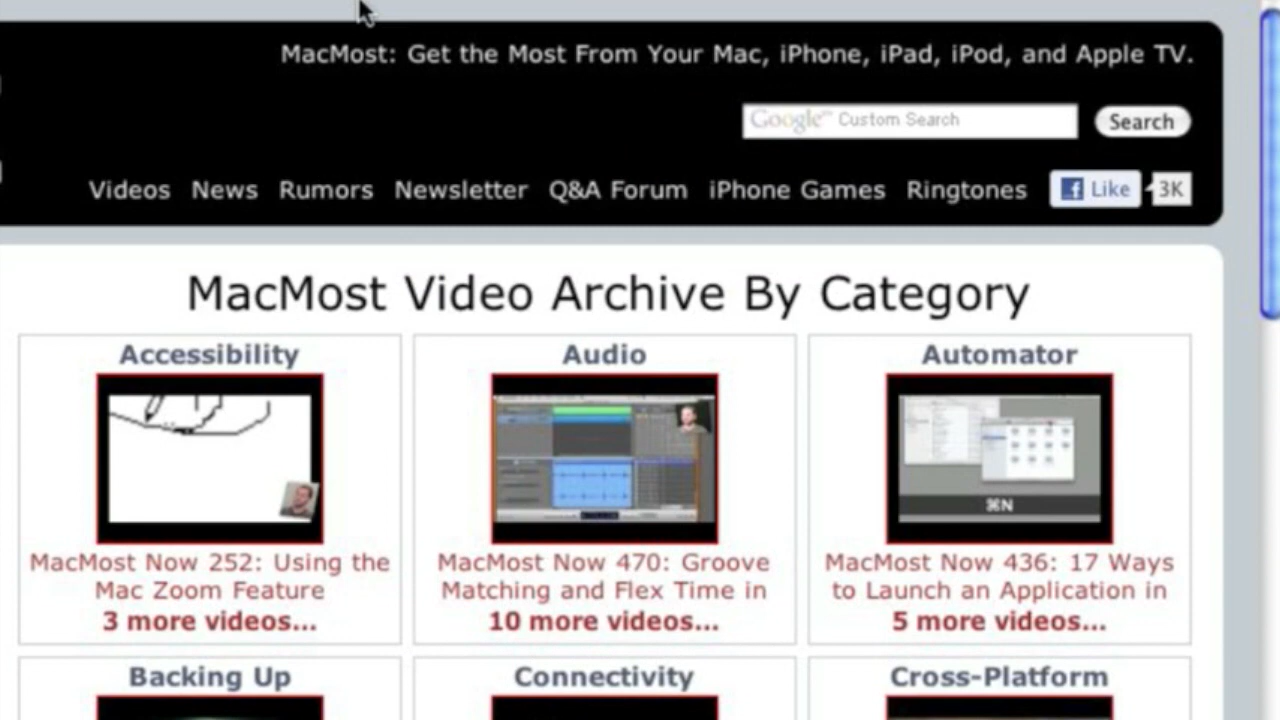 MacMost: Get the Most From Your Mac, iPhone, iPad, iPod, and Apple TV.
Google™ Custom Search
Search
Videos News Rumors Newsletter Q&A Forum iPhone Games Ringtones Like 3K
MacMost Video Archive By Category
Accessibility
MacMost Now 252: Using the
Mac Zoom Feature
3 more videos...
Audio
MacMost Now 470: Groove
Matching and Flex Time in
10 more videos...
Automator
⌘N
MacMost Now 436: 17 Ways
to Launch an Application in
5 more videos...
Backing Up
Connectivity
Cross-Platform